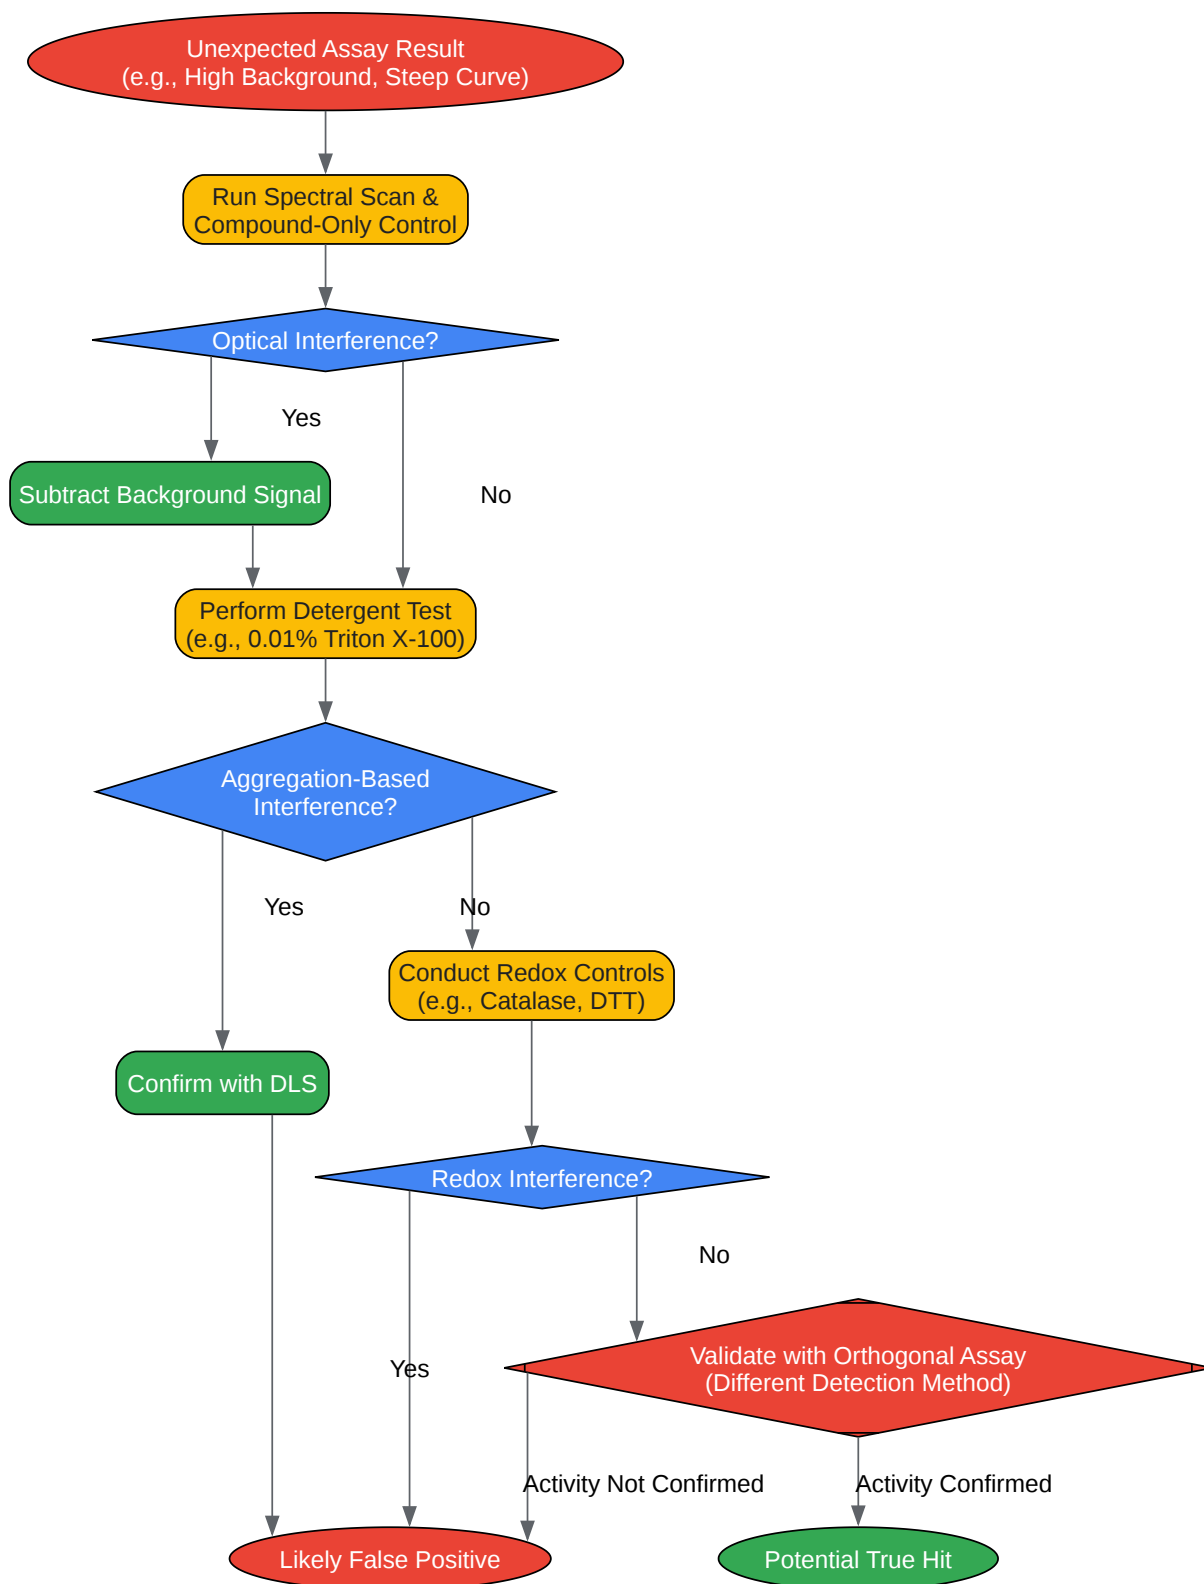 Unexpected Assay Result
(e.g., High Background, Steep Curve)
Run Spectral Scan &
Compound-Only Control
Optical Interference?
Yes
Subtract Background Signal
No
Perform Detergent Test
(e.g., 0.01% Triton X-100)
Aggregation-Based
Interference?
Yes
No
Conduct Redox Controls
(e.g., Catalase, DTT)
Confirm with DLS
Redox Interference?
No
Validate with Orthogonal Assay
(Different Detection Method)
Yes
Activity Not Confirmed
Activity Confirmed
Likely False Positive
Potential True Hit